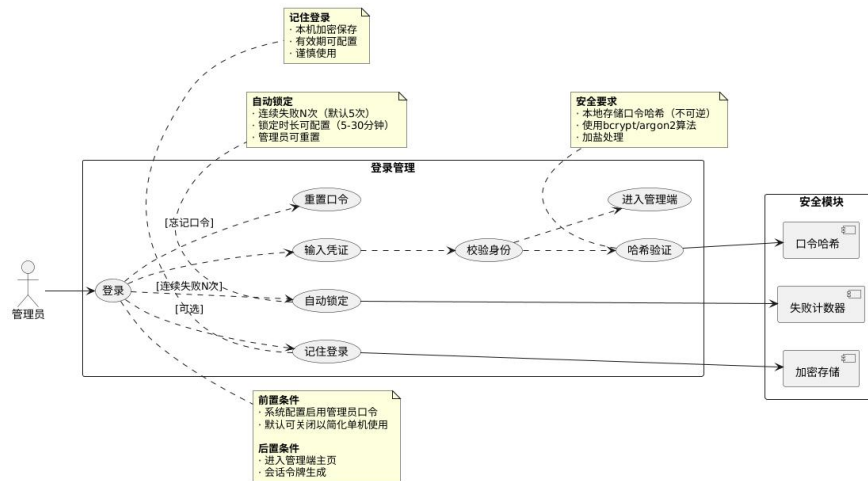 记住登录
· 本机加密保存
· 有效期可配置
· 谨慎使用
自动锁定
· 连续失败N次（默认5次）
· 锁定时长可配置（5-30分钟）
· 管理员可重置
安全要求
· 本地存储口令哈希（不可逆）
· 使用bcrypt/argon2算法
· 加盐处理
登录管理
重置口令
进入管理端
安全模块
[忘记口令]
输入凭证
校验身份
哈希验证
口令哈希
登录
[连续失败N次]
自动锁定
失败计数器
管理员
[可选]
记住登录
加密存储
前置条件
· 系统配置启用管理员口令
· 默认可关闭以简化单机使用
后置条件
· 进入管理端主页
· 会话令牌生成